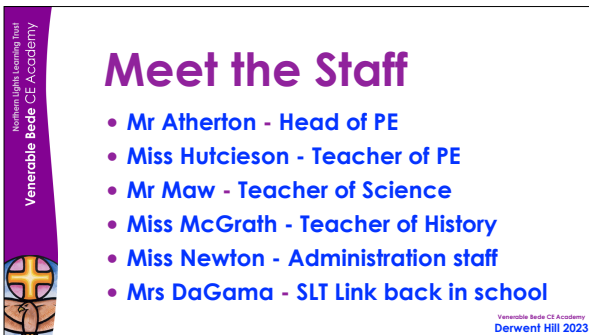 Northern Lights Learning Trust
Venerable Bede CE Academy
Meet the Staff
• Mr Atherton - Head of PE
• Miss Hutcieson - Teacher of PE
• Mr Maw - Teacher of Science
• Miss McGrath - Teacher of History
• Miss Newton - Administration staff
• Mrs DaGama - SLT Link back in school
Venerable Bede CE Academy
Derwent Hill 2023